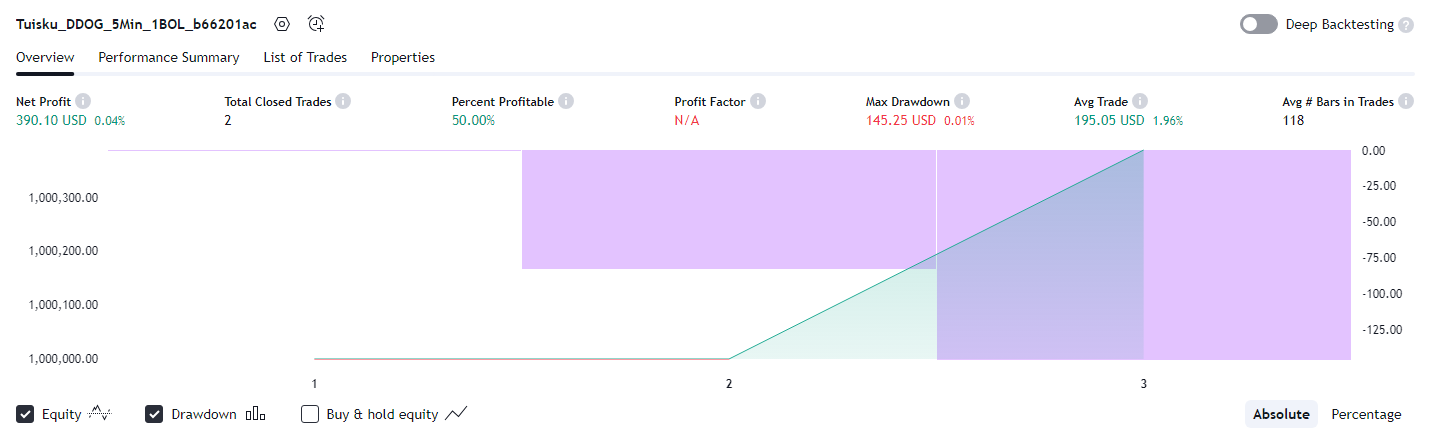 Tuisku_DDOG_5Min_1BOL_b66201ac Deep Backtesting ?
Overview Performance Summary List of Trades Properties
Net Profit Total Closed Trades Percent Profitable Profit Factor Max Drawdown Avg Trade Avg # Bars in Trades
390.10 USD 0.04% 2 50.00% N/A 145.25 USD 0.01% 195.05 USD 1.96% 118
0.00
1,000,300.00 -25.00
-50.00
1,000,200.00 -75.00
-100.00
1,000,100.00
-125.00
1,000,000.00
1 2 3
Equity Drawdown Buy & hold equity Absolute Percentage